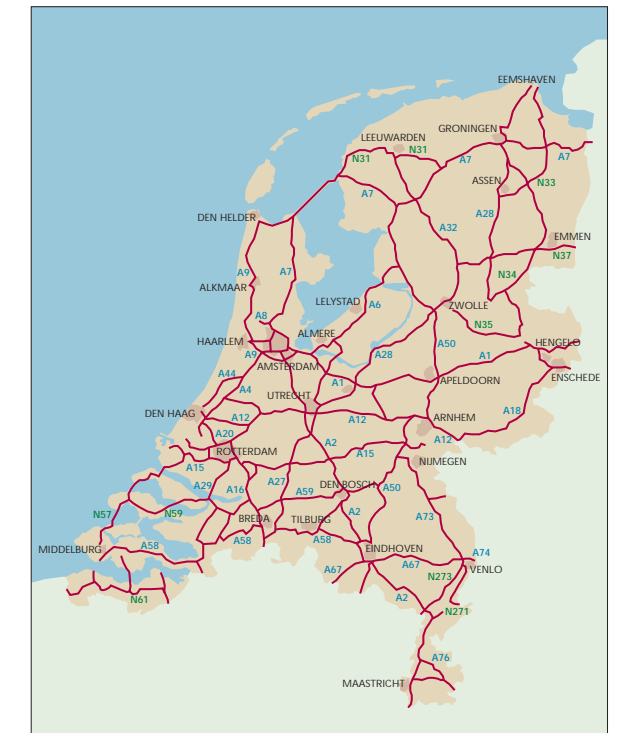 EEMSHAVEN
GRONINGEN
LEEUWARDEN
N31
N31
A7
A7
ASSEN
N33
A7
DEN HELDER
A28
A32
EMMEN
N37
A9
A7
N34
ALKMAAR
LELYSTAD
A6
ZWOLLE
A8
N35
ALMERE
HAARLEM
A50
HENGELO
A9
A28
A1
AMSTERDAM
A44
A1
APELDOORN
ENSCHEDE
A4
UTRECHT
DEN HAAG
A12
A12
ARNHEM
A18
A20
A12
A2
ROTTERDAM
A15
NIJMEGEN
A15
A29
A16
A27
DEN BOSCH
A50
A59
N57
N59
A2
A73
BREDA
TILBURG
MIDDELBURG
A58
A58
A58
EINDHOVEN
A74
A67
A67
VENLO
N273
N61
A2
N271
A76
MAASTRICHT